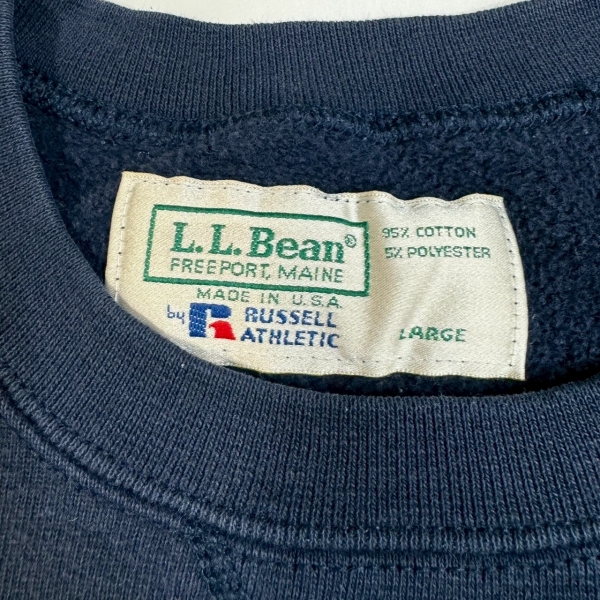 L.L.Bean®
FREEPORT, MAINE
MADE IN U.S.A.
by RUSSELL
ATHLETIC
95% COTTON
5% POLYESTER
LARGE